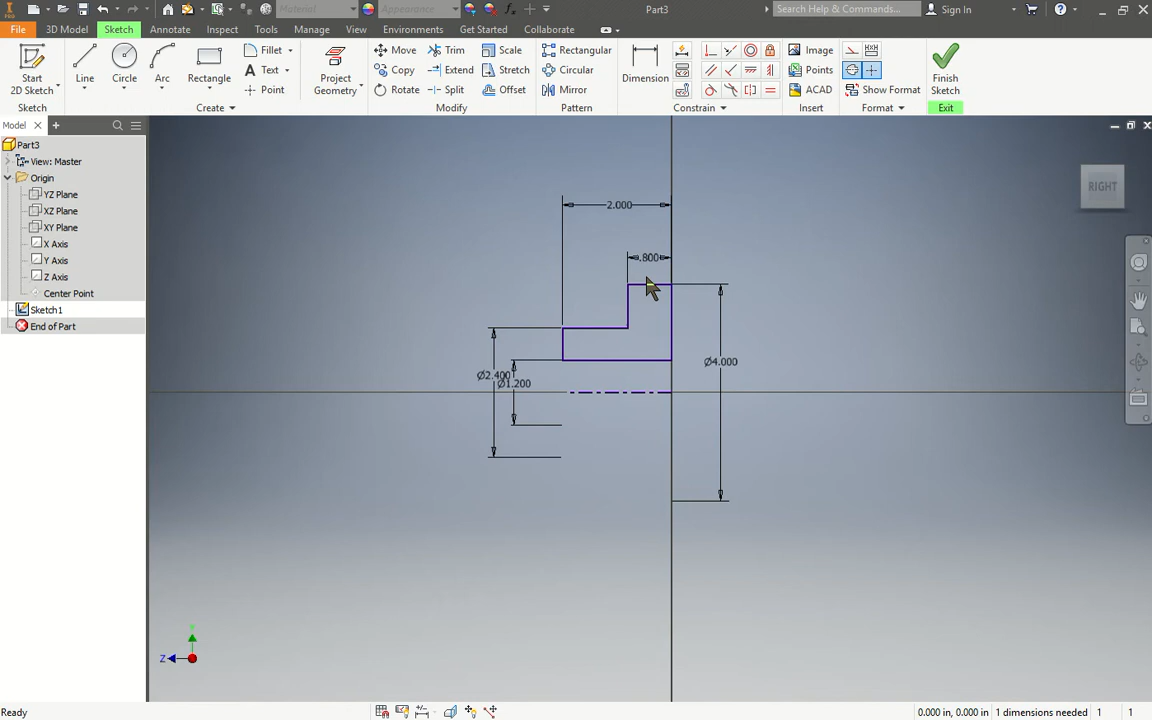 PRO
Material
Appearance
Part3
Search Help & Commands...
Sign In
File
3D Model
Sketch
Annotate
Inspect
Tools
Manage
View
Environments
Get Started
Collaborate
Start
2D Sketch
Line
Circle
Arc
Rectangle
Fillet
Text
Point
Project
Geometry
Move
Copy
Rotate
Trim
Extend
Split
Scale
Stretch
Offset
Rectangular
Circular
Mirror
Dimension
Image
Points
ACAD
Show Format
Finish
Sketch
Sketch
Create
Modify
Pattern
Constrain
Insert
Format
Exit
Model
Part3
View: Master
Origin
YZ Plane
XZ Plane
XY Plane
X Axis
Y Axis
Z Axis
Center Point
Sketch1
End of Part
RIGHT
2.000
.800
Ø4.000
Ø2.400
Ø1.200
Z
Ready
0.000 in, 0.000 in
1 dimensions needed
1
1